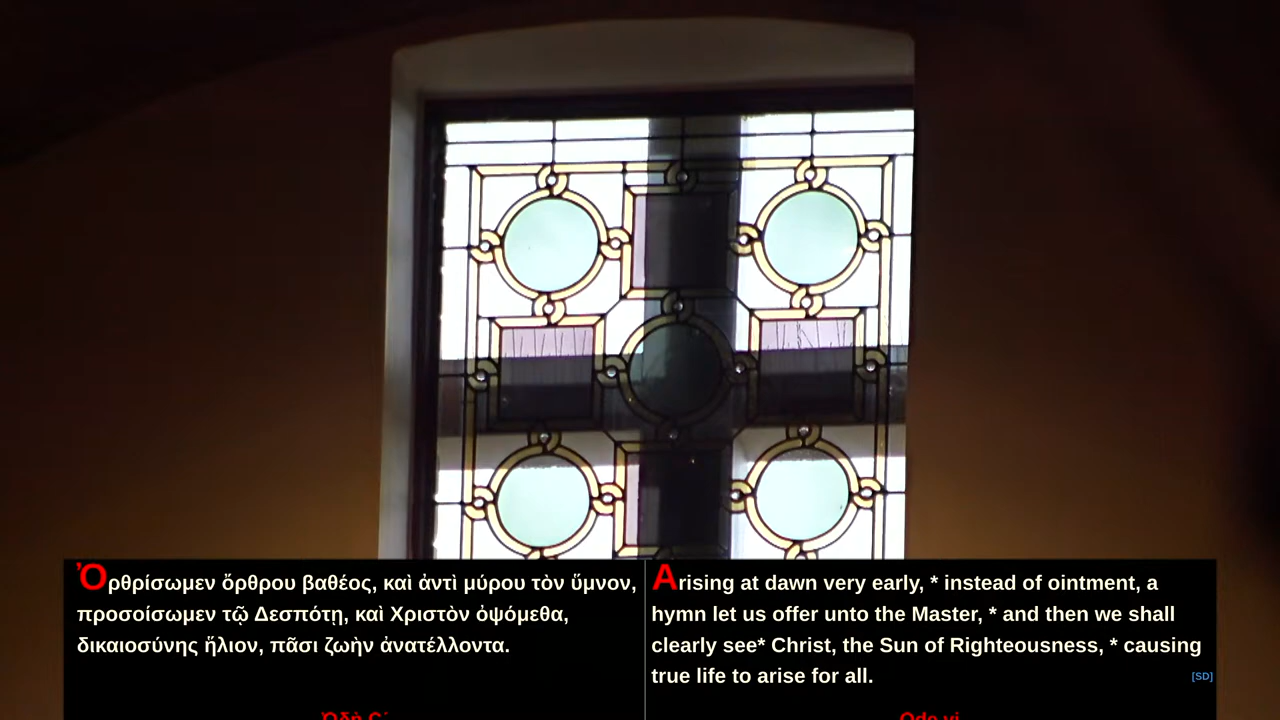 Ὀρθρίσωμεν ὄρθρου βαθέος, καὶ ἀντὶ μύρου τὸν ὕμνον,
προσοίσωμεν τῷ Δεσπότῃ, καὶ Χριστὸν ὀψόμεθα,
δικαιοσύνης ἥλιον, πᾶσι ζωὴν ἀνατέλλοντα.
Arising at dawn very early, * instead of ointment, a
hymn let us offer unto the Master, * and then we shall
clearly see* Christ, the Sun of Righteousness, * causing
true life to arise for all.
[SD]